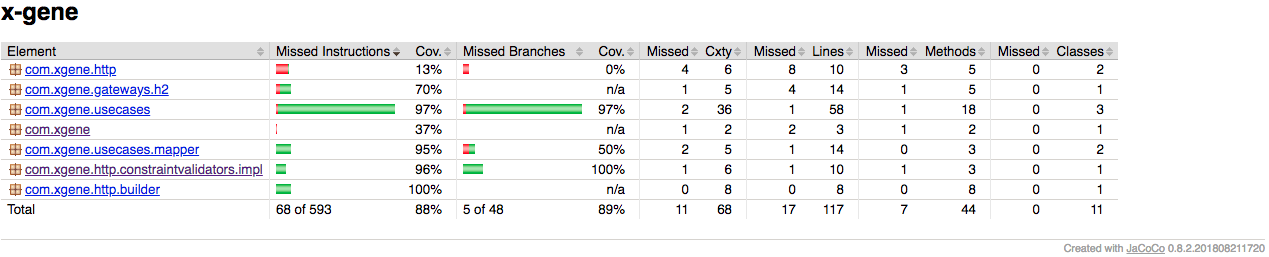 x-gene
Element Missed Instructions Cov. Missed Branches Cov. Missed Cxty Missed Lines Missed Methods Missed Classes
com.xgene.http 13% 0% 4 6 8 10 3 5 0 2
com.xgene.gateways.h2 70% n/a 1 5 4 14 1 5 0 1
com.xgene.usecases 97% 97% 2 36 1 58 1 18 0 3
com.xgene 37% n/a 1 2 2 3 1 2 0 1
com.xgene.usecases.mapper 95% 50% 2 5 1 14 0 3 0 2
com.xgene.http.constraintvalidators.impl 96% 100% 1 6 1 10 1 3 0 1
com.xgene.http.builder 100% n/a 0 8 0 8 0 8 0 1
Total 68 of 593 88% 5 of 48 89% 11 68 17 117 7 44 0 11
Created with JaCoCo 0.8.2.201808211720